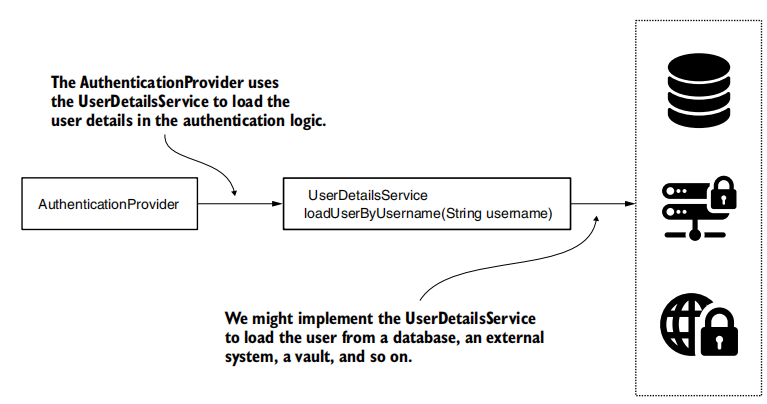 The AuthenticationProvider uses
the UserDetailsService to load the
user details in the authentication logic.
AuthenticationProvider
UserDetailsService
loadUserByUsername(String username)
We might implement the UserDetailsService
to load the user from a database, an external
system, a vault, and so on.